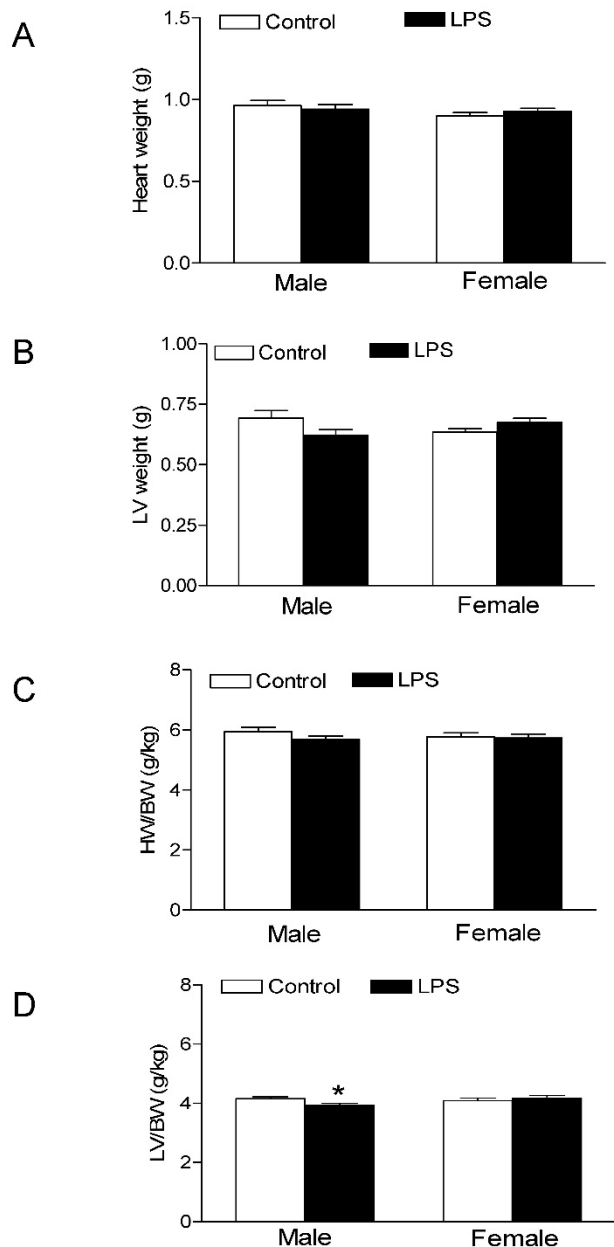 A
Control LPS
Heart weight (g)
1.5
1.0
0.5
0.0
Male Female
B
Control LPS
LV weight (g)
1.00
0.75
0.50
0.25
0.00
Male Female
C
Control LPS
HW/BW (g/kg)
8
6
4
2
0
Male Female
D
Control LPS
LV/BW (g/kg)
8
6
4
2
0
*
Male Female